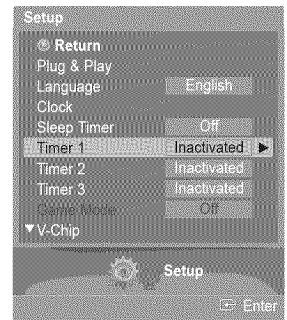 Setup
Return
Plug & Play
Language English
Clock
Sleep Timer Off
Timer 1 Inactivated ►
Timer 2 Inactivated
Timer 3 Inactivated
Game Mode Off
▼V-Chip
Setup
Enter